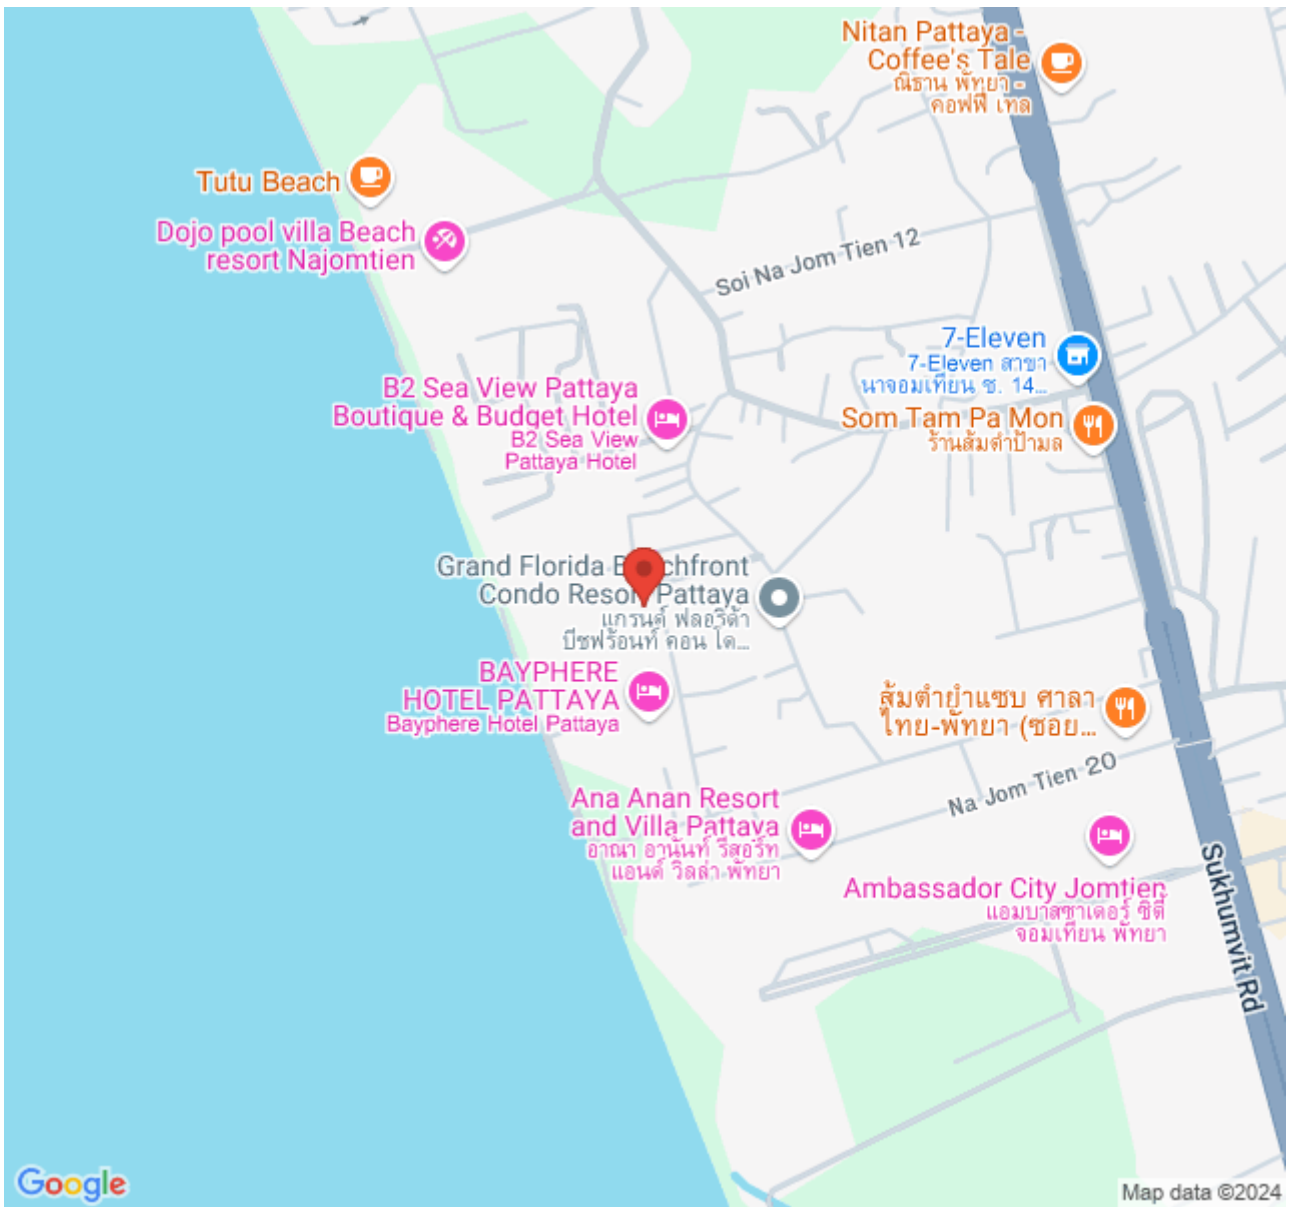 Nitan Pattaya -
Coffee's Tale
ณิธาน พัทยา -
คอฟฟี่ เทล
Tutu Beach
Dojo pool villa Beach
resort Najomtien
Soi Na Jom Tien 12
7-Eleven
7-Eleven สาขา
นาจอมเทียน ซ. 14...
B2 Sea View Pattaya
Boutique & Budget Hotel
B2 Sea View
Pattaya Hotel
Som Tam Pa Mon
ร้านส้มตำป้ามล
Grand Florida B chfront
Condo Resor Pattaya
แกรนด์ ฟลอริด้า
บีชฟร้อนท์ คอน โด...
BAYPHERE
HOTEL PATTAYA
Bayphere Hotel Pattaya
ส้มตำยำแซบ ศาลา
ไทย-พัทยา (ซอย...
Na Jom Tien 20
Ana Anan Resort
and Villa Pattaya
อาณา อานันท์ รีสอร์ท
แอนด์ วิลล่า พัทยา
Ambassador City Jomtien
แอมบาสซาเดอร์ ซิตี้
จอมเทียน พัทยา
Sukhumvit Rd
Google
Map data ©2024